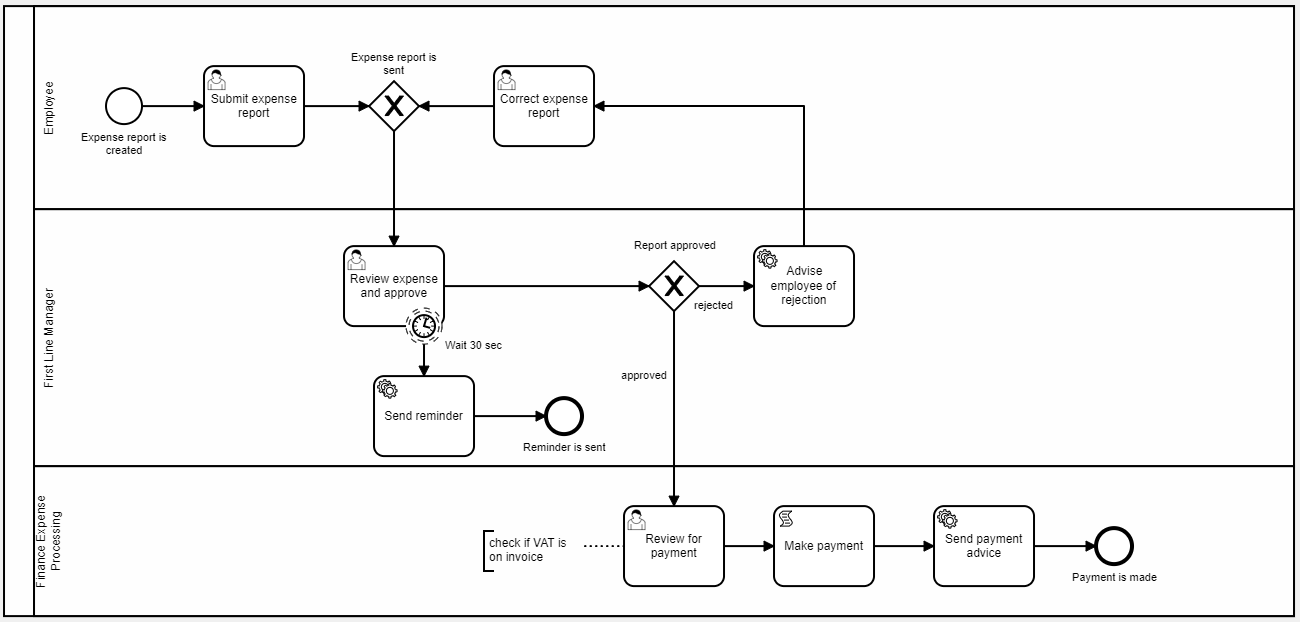 Employee
Expense report is
created
Submit expense
report
Expense report is
sent
X
Correct expense
report
First Line Manager
Review expense
and approve
Wait 30 sec
Report approved
X
rejected
approved
Advise
employee of
rejection
Send reminder
Reminder is sent
Finance Expense
Processing
check if VAT is
on invoice
Review for
payment
Make payment
Send payment
advice
Payment is made